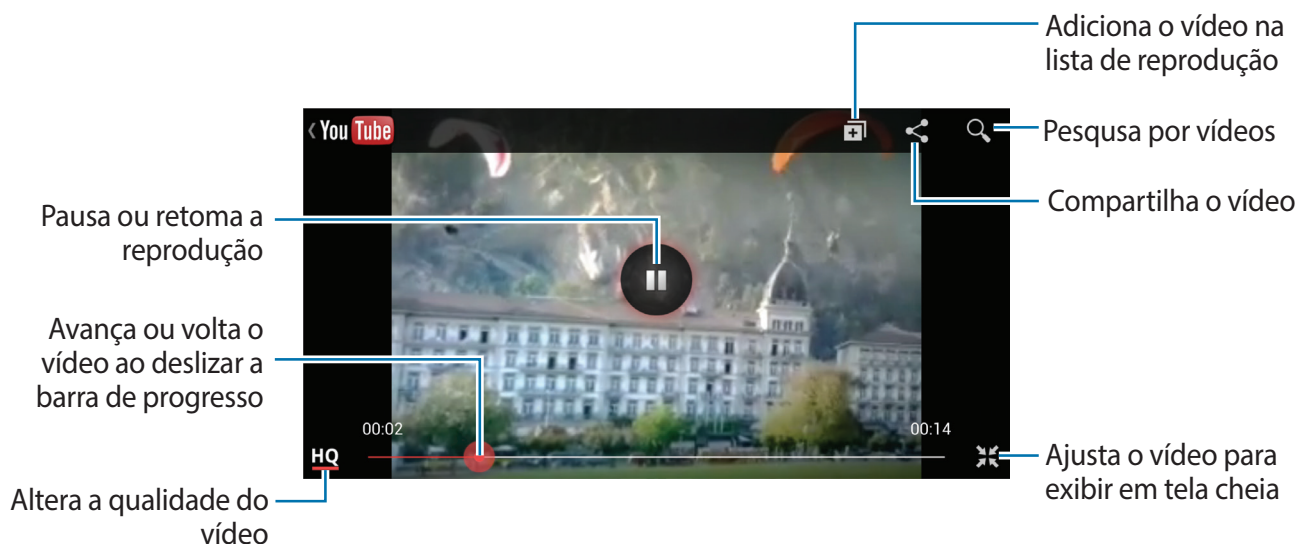 Adiciona o vídeo na
lista de reprodução
You Tube
Pesqusa por vídeos
Compartilha o vídeo
Pausa ou retoma a
reprodução
Avança ou volta o
vídeo ao deslizar a
barra de progresso
00:02
00:14
HQ
Ajusta o vídeo para
exibir em tela cheia
Altera a qualidade do
vídeo